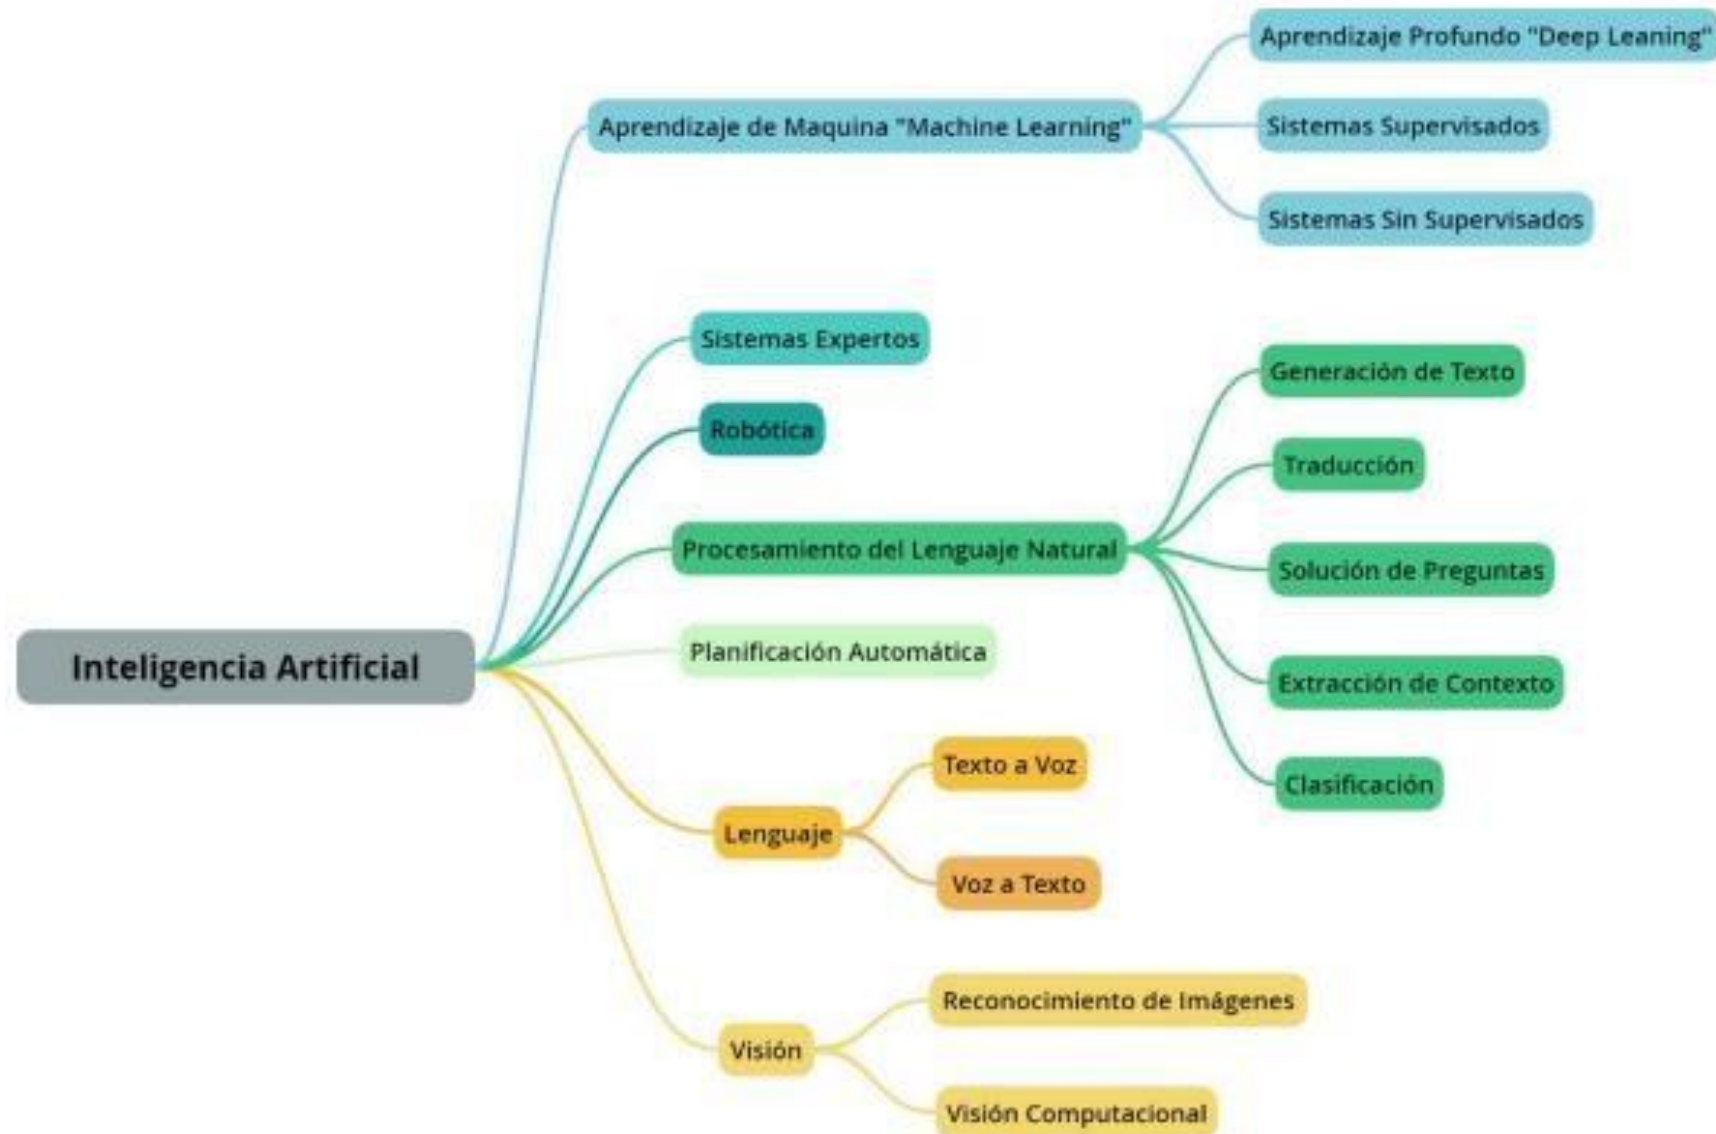 Inteligencia Artificial
Aprendizaje de Maquina "Machine Learning"
Aprendizaje Profundo "Deep Leaning"
Sistemas Supervisados
Sistemas Sin Supervisados
Sistemas Expertos
Robótica
Procesamiento del Lenguaje Natural
Generación de Texto
Traducción
Solución de Preguntas
Extracción de Contexto
Clasificación
Planificación Automática
Lenguaje
Texto a Voz
Voz a Texto
Visión
Reconocimiento de Imágenes
Visión Computacional